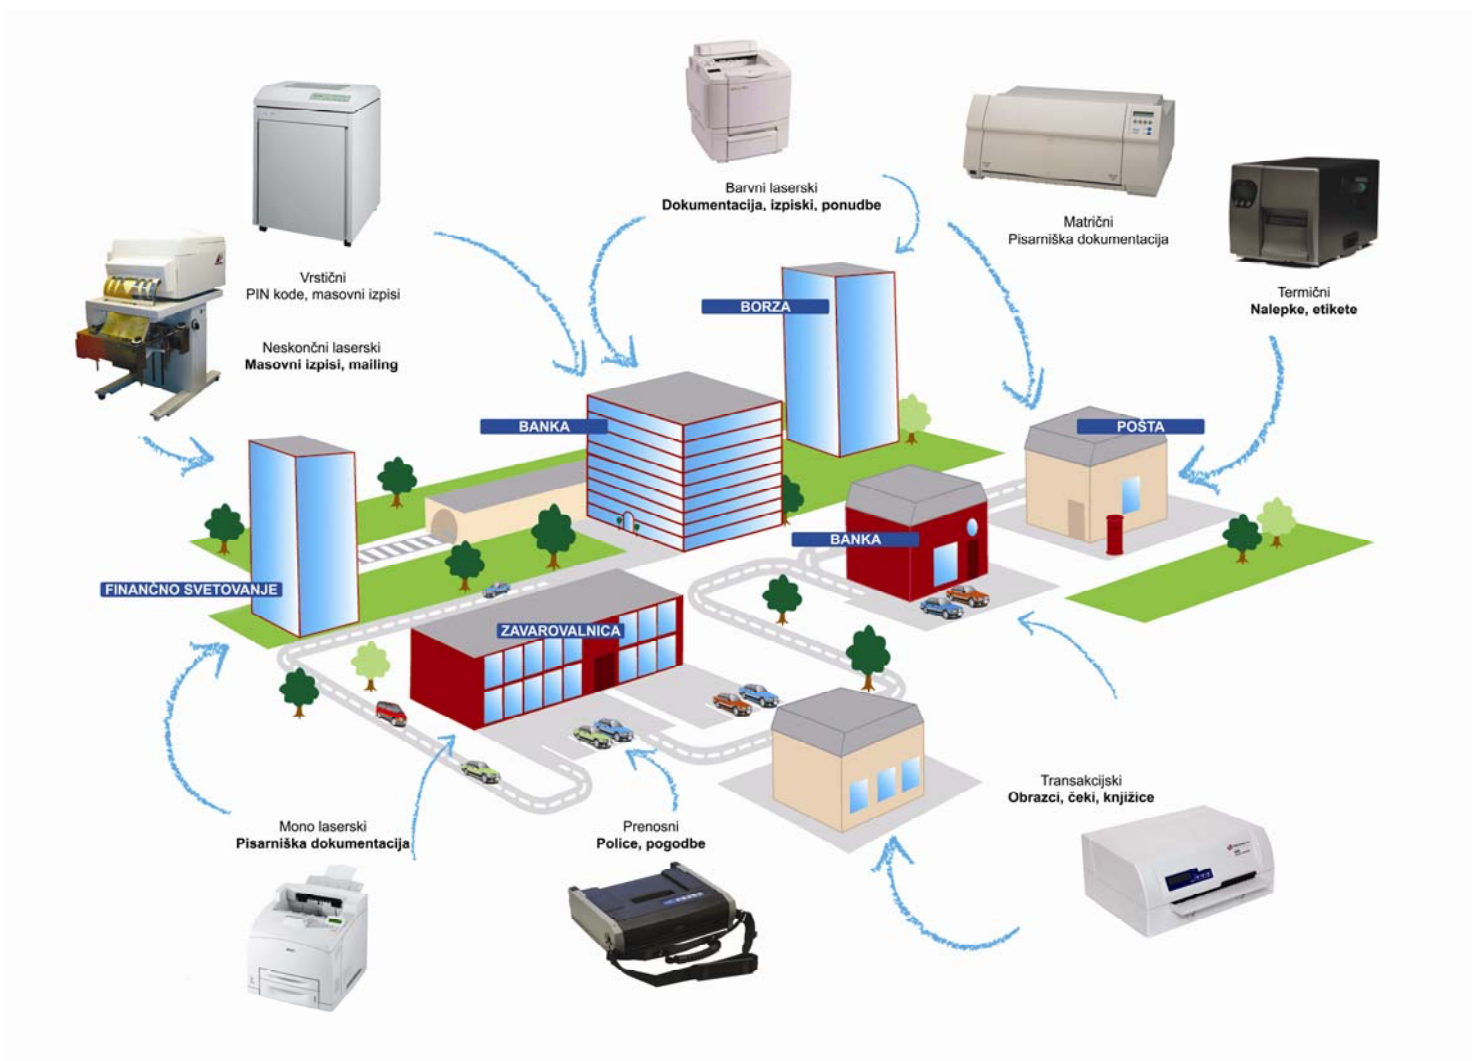 Barvni laserski
Dokumentacija, izpiski, ponudbe
Matrični
Pisarniška dokumentacija
Vrstični
PIN kode, masovni izpisi
Termični
Nalepke, etikete
Neskončni laserski
Masovni izpisi, mailing
BORZA
BANKA
POŠTA
BANKA
FINANČNO SVETOVANJE
ZAVAROVALNICA
Transakcijski
Obrazci, čeki, knjižice
Mono laserski
Pisarniška dokumentacija
Prenosni
Police, pogodbe